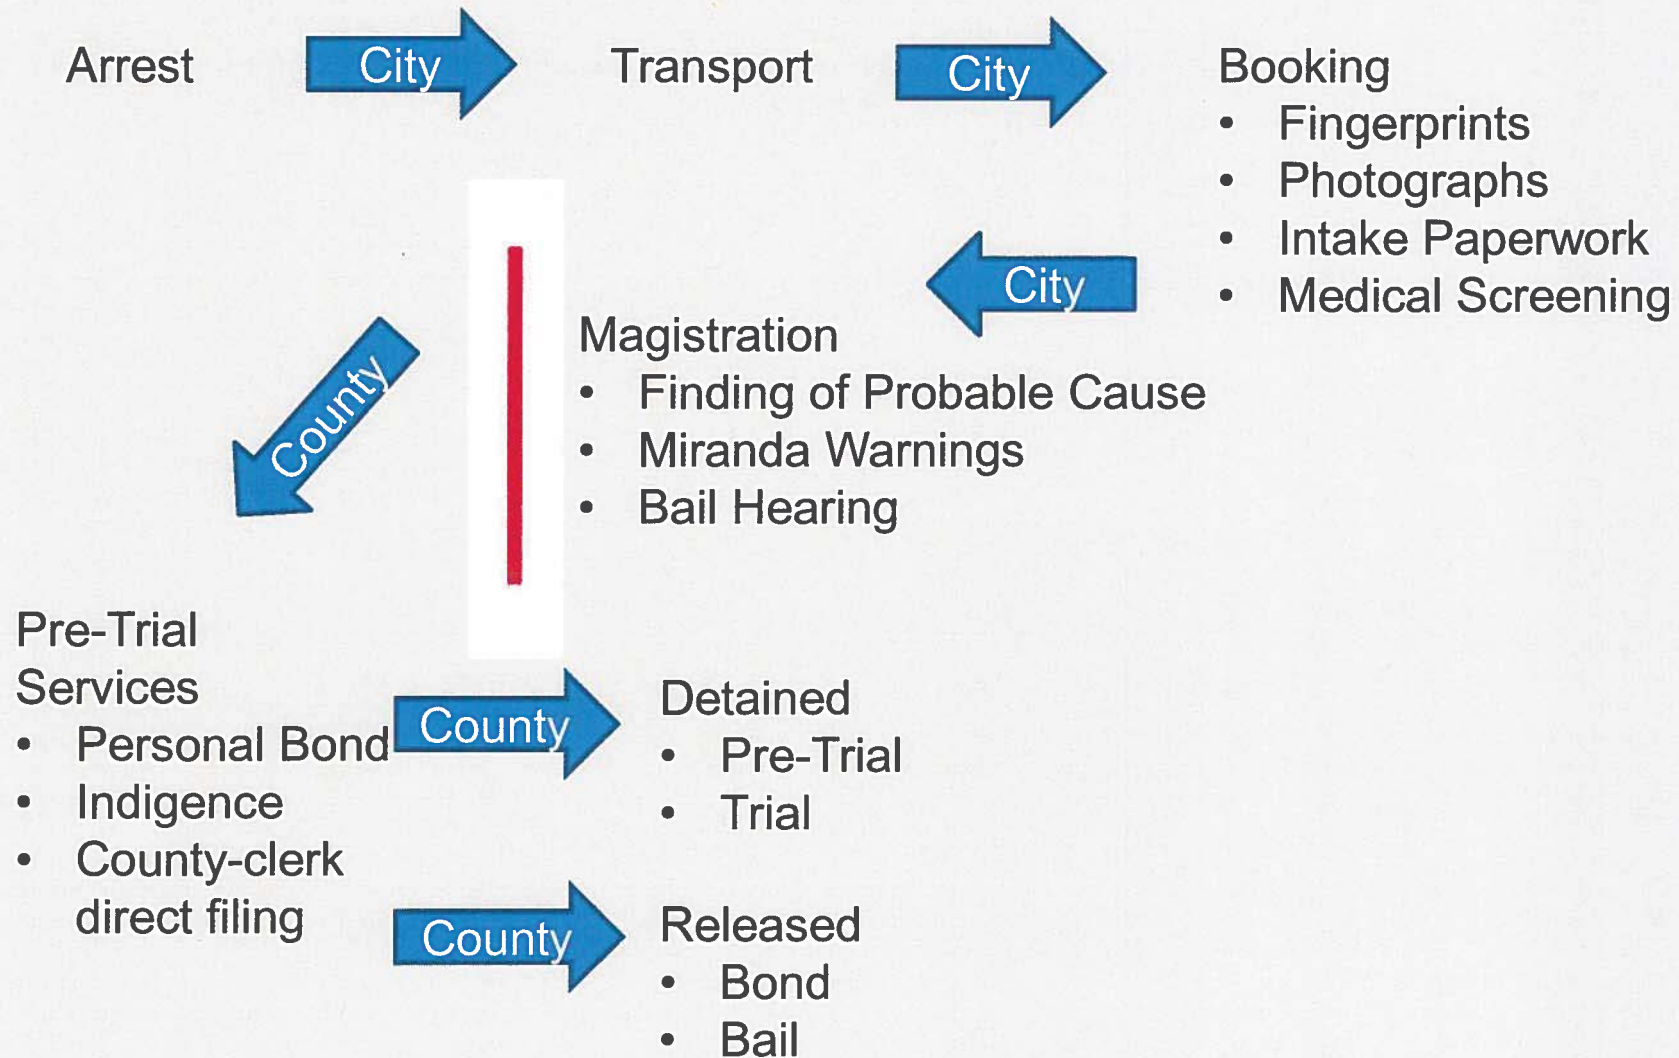 Arrest
City
Transport
City
Booking
• Fingerprints
• Photographs
• Intake Paperwork
• Medical Screening
City
Magistration
• Finding of Probable Cause
• Miranda Warnings
• Bail Hearing
County
Pre-Trial
Services
• Personal Bond
• Indigence
• County-clerk
direct filing
County
Detained
• Pre-Trial
• Trial
County
Released
• Bond
• Bail